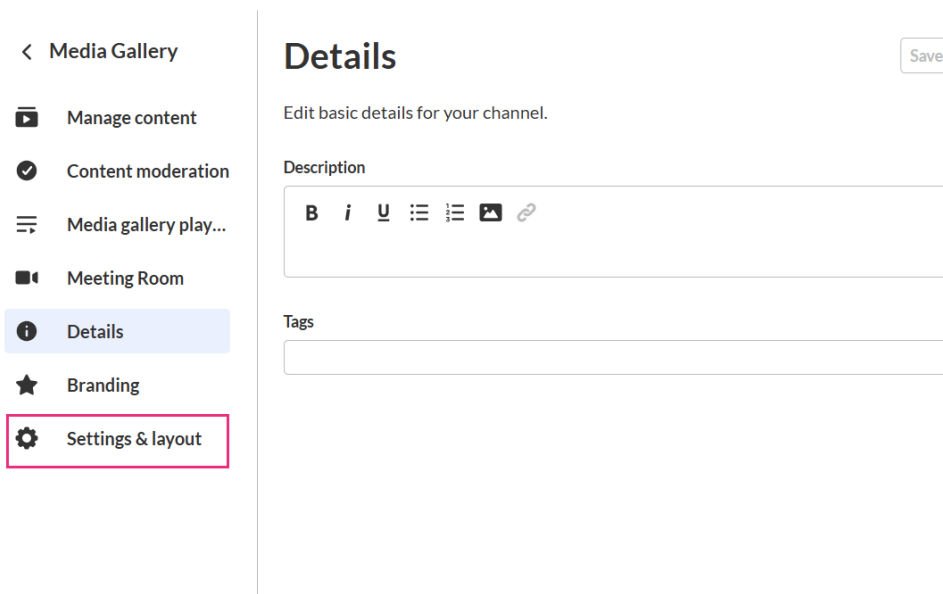 Media Gallery
Manage content
Content moderation
Media gallery play...
Meeting Room
Details
Branding
Settings & layout
Details
Save
Edit basic details for your channel.
Description
B i U
Tags